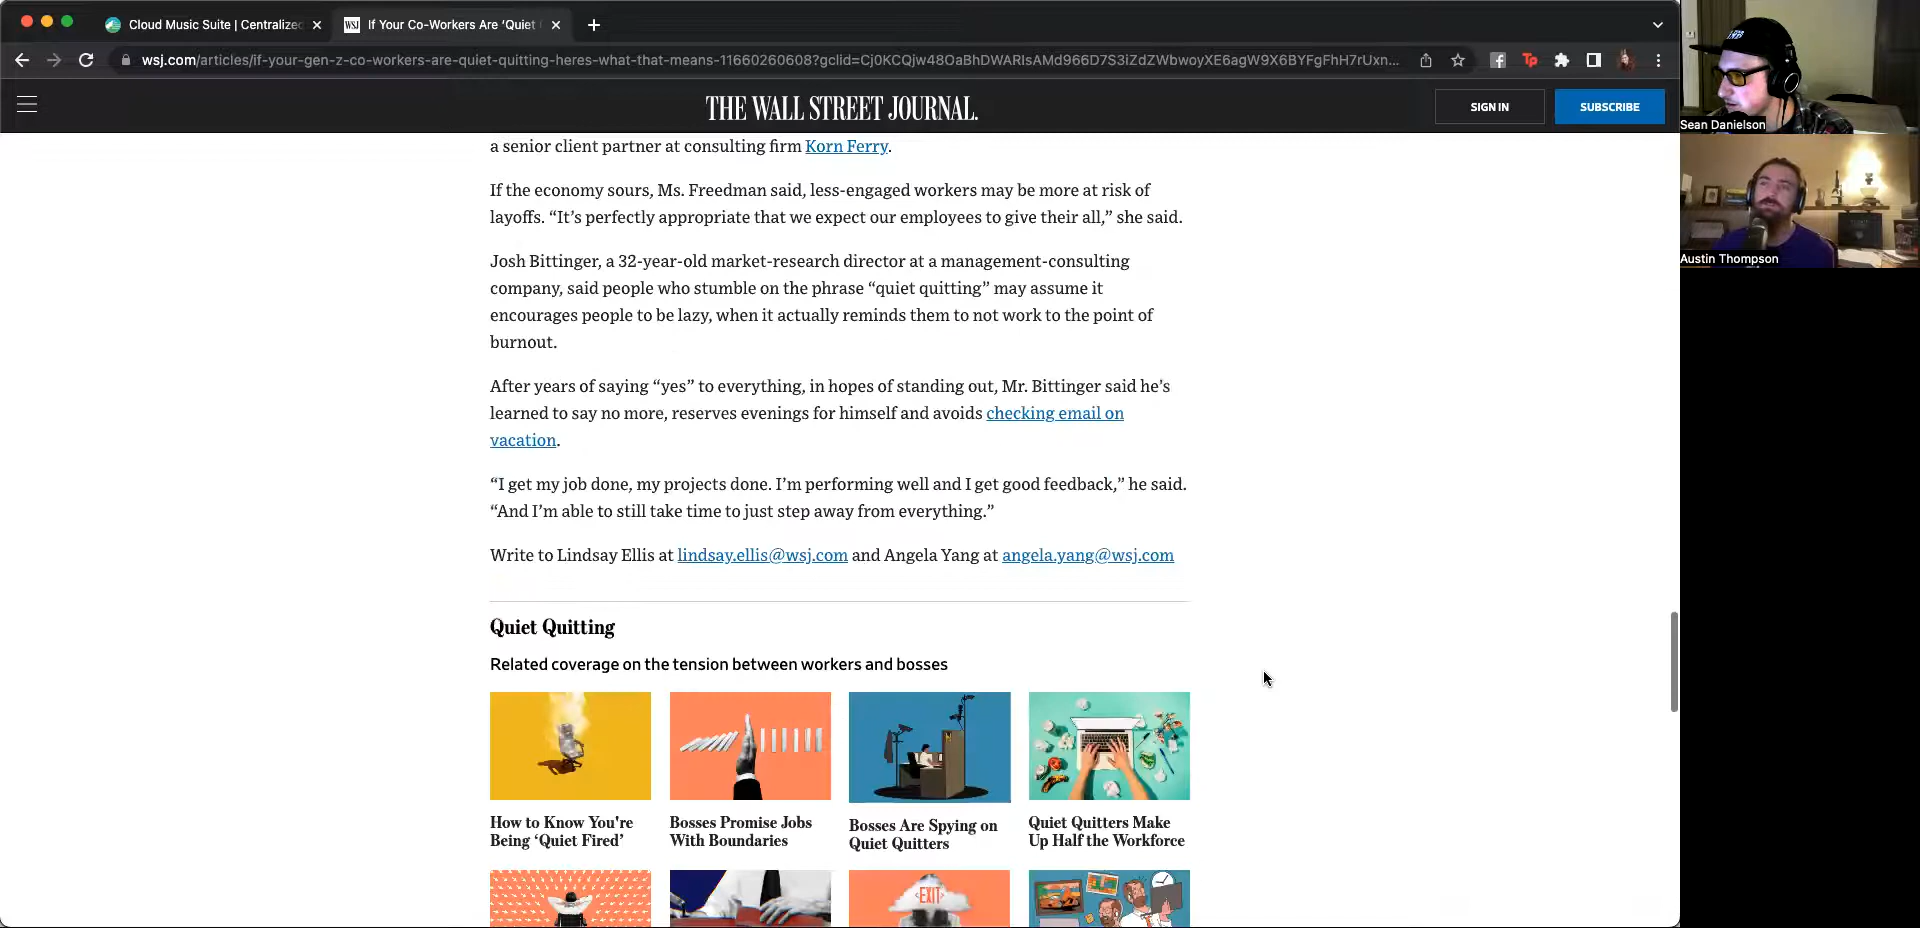 Cloud Music Suite | Centralized
WSJ If Your Co-Workers Are ‘Quiet
wsj.com/articles/if-your-gen-z-co-workers-are-quiet-quitting-heres-what-that-means-11660260608?gclid=Cj0KCQjw48OaBhDWARIsAMd966D7S3iZdZWbwoyXE6agW9X6BYFgFhH7rUxn...
THE WALL STREET JOURNAL.
SIGN IN
SUBSCRIBE
a senior client partner at consulting firm Korn Ferry.
If the economy sours, Ms. Freedman said, less-engaged workers may be more at risk of
layoffs. “It’s perfectly appropriate that we expect our employees to give their all,” she said.
Josh Bittinger, a 32-year-old market-research director at a management-consulting
company, said people who stumble on the phrase “quiet quitting” may assume it
encourages people to be lazy, when it actually reminds them to not work to the point of
burnout.
After years of saying “yes” to everything, in hopes of standing out, Mr. Bittinger said he’s
learned to say no more, reserves evenings for himself and avoids checking email on
vacation.
“I get my job done, my projects done. I’m performing well and I get good feedback,” he said.
“And I’m able to still take time to just step away from everything.”
Write to Lindsay Ellis at lindsay.ellis@wsj.com and Angela Yang at angela.yang@wsj.com
Quiet Quitting
Related coverage on the tension between workers and bosses
How to Know You're
Being ‘Quiet Fired’
Bosses Promise Jobs
With Boundaries
Bosses Are Spying on
Quiet Quitters
Quiet Quitters Make
Up Half the Workforce
EXIT
Sean Danielson
Austin Thompson